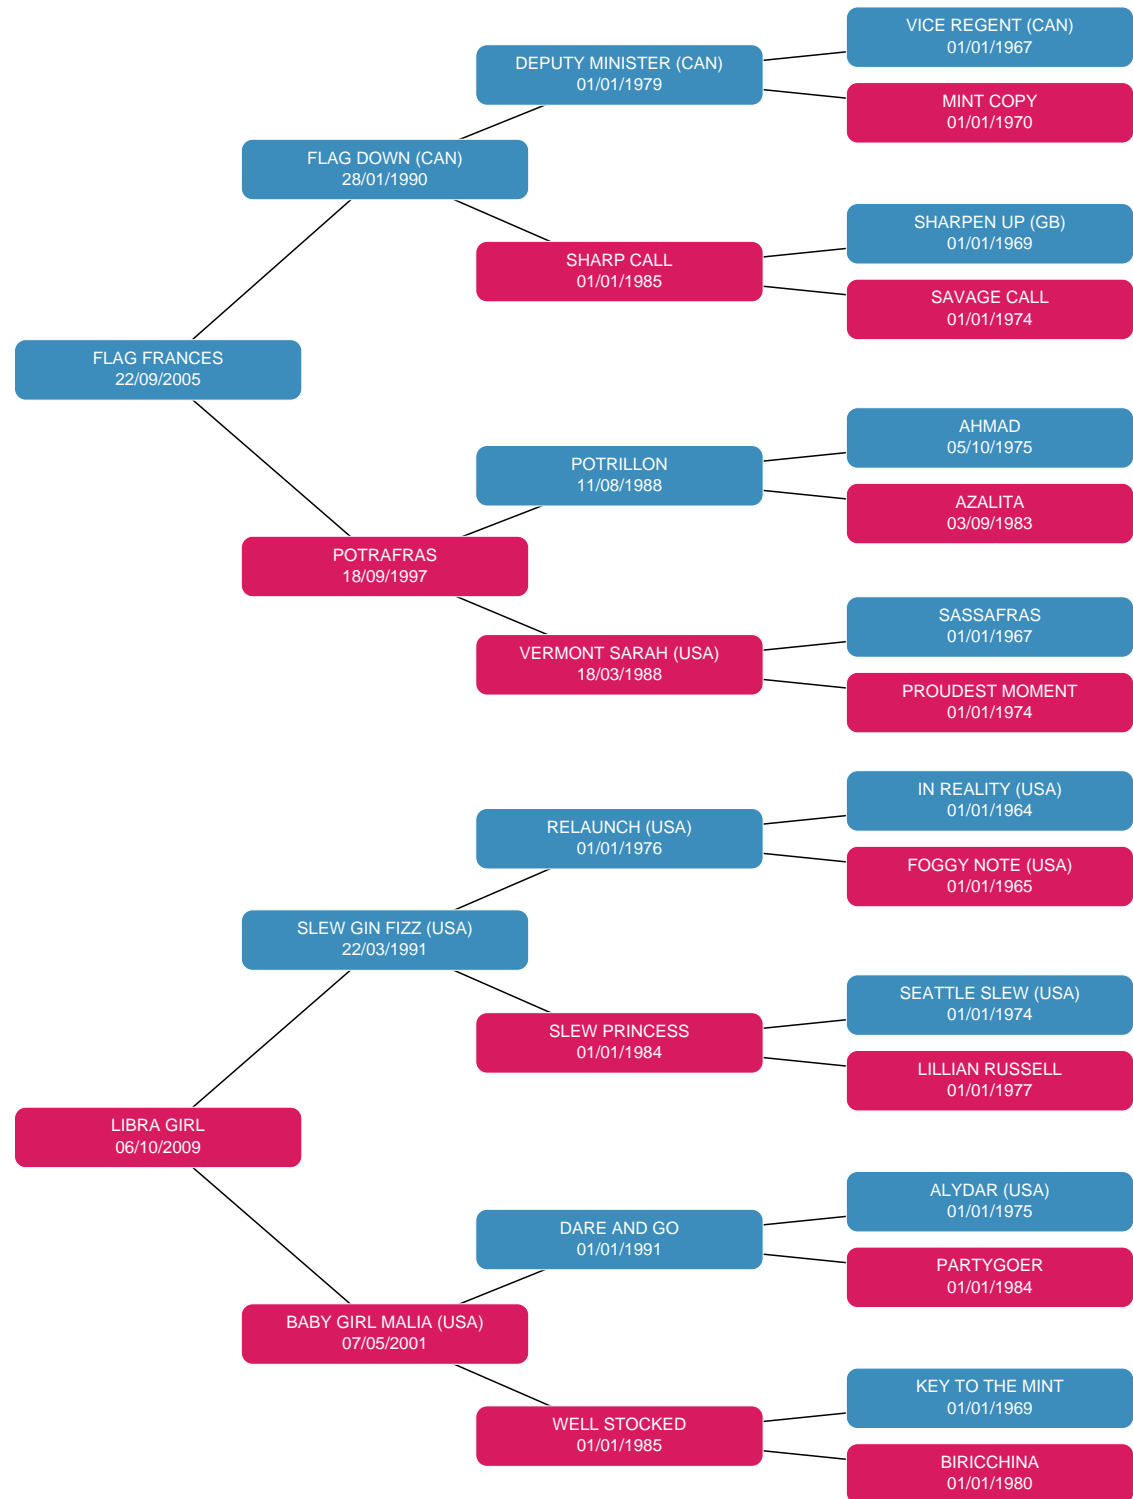 VICE REGENT (CAN)
01/01/1967
DEPUTY MINISTER (CAN)
01/01/1979
MINT COPY
01/01/1970
FLAG DOWN (CAN)
28/01/1990
SHARPEN UP (GB)
01/01/1969
SHARP CALL
01/01/1985
SAVAGE CALL
01/01/1974
FLAG FRANCES
22/09/2005
AHMAD
05/10/1975
POTRILLON
11/08/1988
AZALITA
03/09/1983
POTRAFRAS
18/09/1997
SASSAFRAS
01/01/1967
VERMONT SARAH (USA)
18/03/1988
PROUDEST MOMENT
01/01/1974
IN REALITY (USA)
01/01/1964
RELAUNCH (USA)
01/01/1976
FOGGY NOTE (USA)
01/01/1965
SLEW GIN FIZZ (USA)
22/03/1991
SEATTLE SLEW (USA)
01/01/1974
SLEW PRINCESS
01/01/1984
LILLIAN RUSSELL
01/01/1977
LIBRA GIRL
06/10/2009
ALYDAR (USA)
01/01/1975
DARE AND GO
01/01/1991
PARTYGOER
01/01/1984
BABY GIRL MALIA (USA)
07/05/2001
KEY TO THE MINT
01/01/1969
WELL STOCKED
01/01/1985
BIRICCHINA
01/01/1980